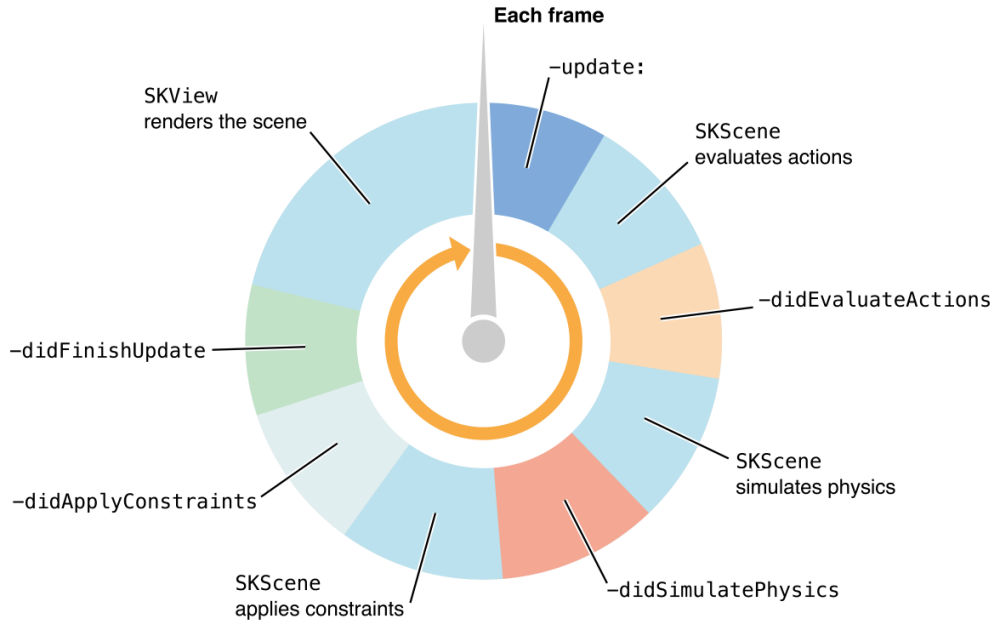 Each frame
-update:
SKScene
evaluates actions
-didEvaluateActions
SKScene
simulates physics
-didSimulatePhysics
SKScene
applies constraints
-didApplyConstraints
-didFinishUpdate
SKView
renders the scene